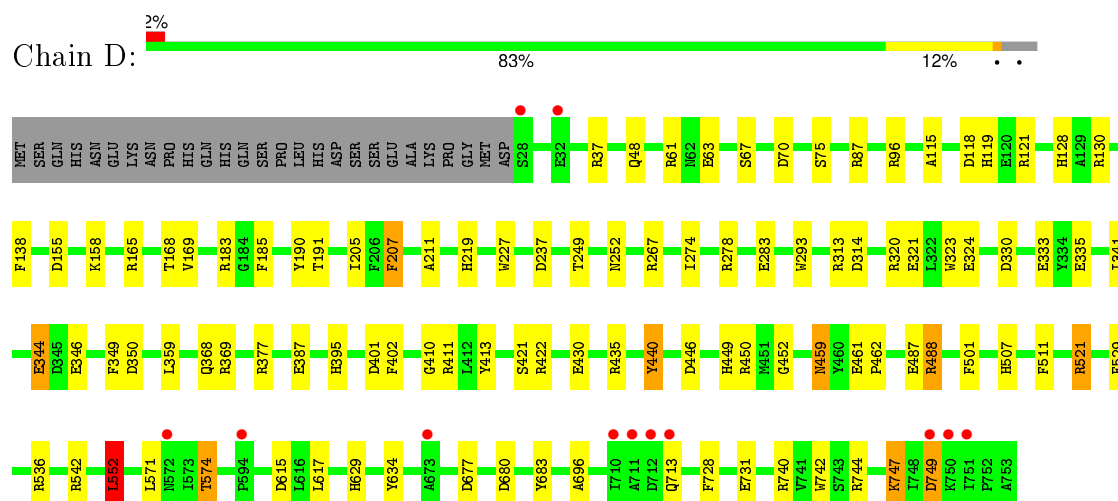 2%
Chain D:
83% 12% • •
MET SER GLN HIS ASN GLU LYS ASN PRO HIS GLN HIS GLN SER PRO LEU HIS ASP SER SER GLU ALA LYS PRO GLY MET ASP S28 E32 R37 Q48 R61 N62 E63 S67 D70 S75 R87 R96 A115 D118 H119 E120 R121 H128 A129 R130
F138 D155 K158 R165 T168 V169 R183 G184 F185 Y190 T191 I205 F206 F207 A211 H219 W227 D237 T249 N252 R267 I274 R278 E283 W293 R313 D314 R320 E321 L322 W323 E324 D330 E333 Y334 E335 I341
E344 D345 E346 F349 D350 L359 Q368 R369 R377 E387 H395 D401 F402 G410 R411 L412 Y413 S421 R422 E430 R435 Y440 D446 H449 R450 M451 G452 N459 Y460 E461 P462 E487 R488 F501 H507 F511 R521
R536 R542 I552 L571 N572 I573 T574 P594 D615 L616 L617 H629 Y634 A673 D677 D680 Y683 A696 I710 A711 D712 Q713 F728 E731 R740 V741 W742 S743 R744 K747 I748 D749 K750 I751 P752 A753